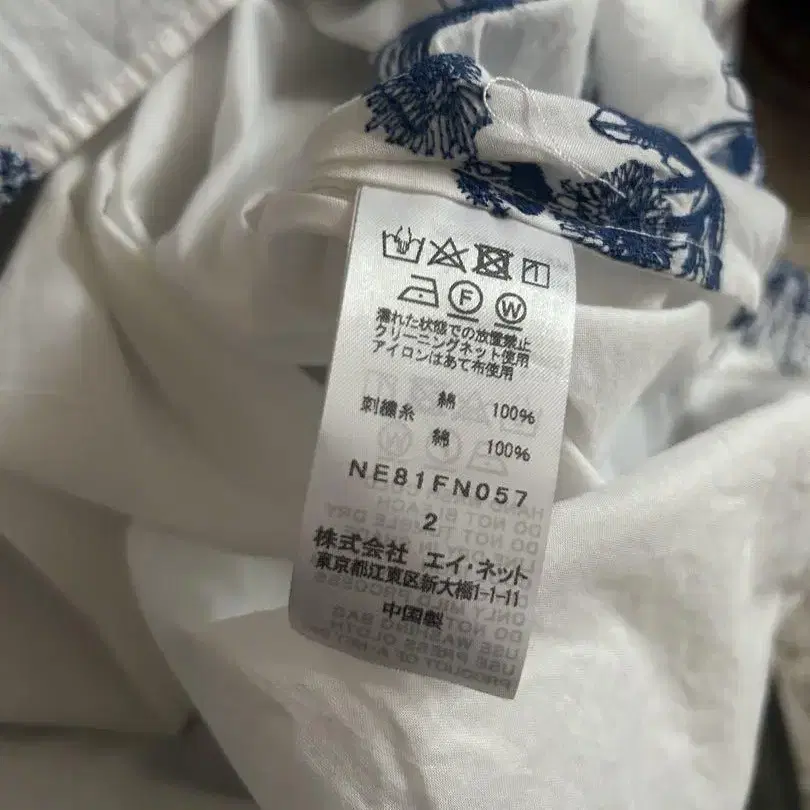 濡れた状態での放置禁止
クリーニングネット使用
アイロンはあて布使用
綿 100%
刺繍糸 綿 100%
NE81FN057
2
株式会社 エイ・ネット
東京都江東区新大橋1-1-11
中国製